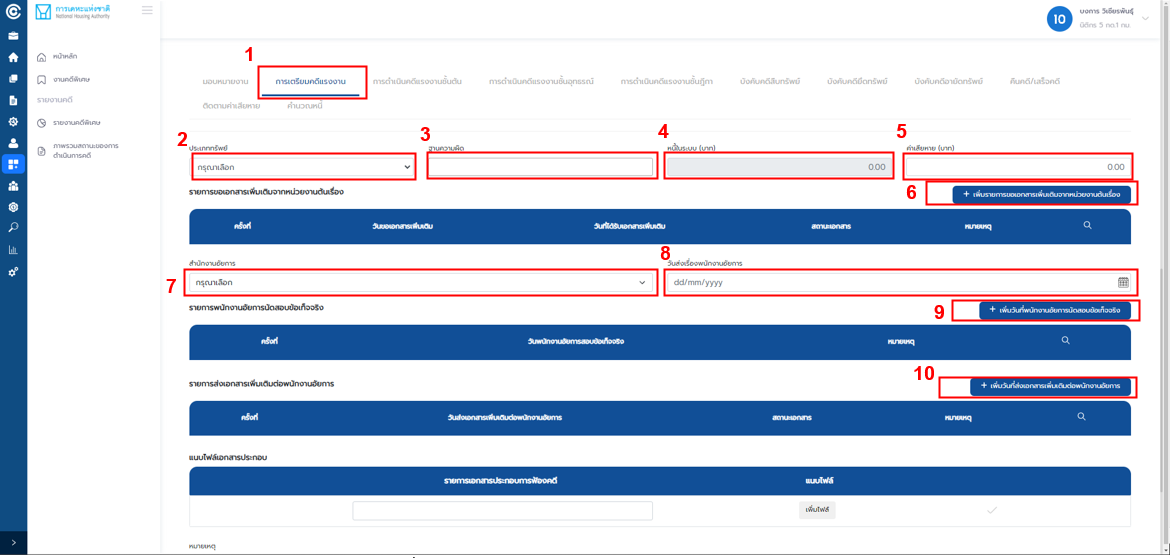 การเคหะแห่งชาติ
National Housing Authority
10
บงการ วิเชียรพันธุ์
นิติกร 5 กด.1 กม.
หน้าหลัก
งานคดีพิเศษ
รายงานคดี
รายงานคดีพิเศษ
ภาพรวมสถานะของการ
ดำเนินการคดี
1
มอบหมายงาน การเตรียมคดีแรงงาน การดำเนินคดีแรงงานชั้นต้น การดำเนินคดีแรงงานชั้นอุทธรณ์ การดำเนินคดีแรงงานชั้นฎีกา บังคับคดีสืบทรัพย์ บังคับคดียึดทรัพย์ บังคับคดีอายัดทรัพย์ คืนคดี/เสร็จคดี
ติดตามค่าเสียหาย คำนวณหนี้
2 3 4 5
ประเภททรัพย์ ฐานความผิด หนี้ในระบบ (บาท) ค่าเสียหาย (บาท)
กรุณาเลือก 0.00 0.00
รายการขอเอกสารเพิ่มเติมจากหน่วยงานต้นเรื่อง 6 + เพิ่มรายการขอเอกสารเพิ่มเติมจากหน่วยงานต้นเรื่อง
ครั้งที่ วันขอเอกสารเพิ่มเติม วันที่ได้รับเอกสารเพิ่มเติม สถานะเอกสาร หมายเหตุ
8
สำนักงานอัยการ วันส่งเรื่องพนักงานอัยการ
7 กรุณาเลือก dd/mm/yyyy
รายการพนักงานอัยการนัดสอบข้อเท็จจริง 9 + เพิ่มวันที่พนักงานอัยการนัดสอบข้อเท็จจริง
ครั้งที่ วันพนักงานอัยการสอบข้อเท็จจริง หมายเหตุ
รายการส่งเอกสารเพิ่มเติมต่อพนักงานอัยการ 10 + เพิ่มวันที่ส่งเอกสารเพิ่มเติมต่อพนักงานอัยการ
ครั้งที่ วันส่งเอกสารเพิ่มเติมต่อพนักงานอัยการ สถานะเอกสาร หมายเหตุ
แนบไฟล์เอกสารประกอบ
รายการเอกสารประกอบการฟ้องคดี แนบไฟล์
เพิ่มไฟล์
หมายเหตุ